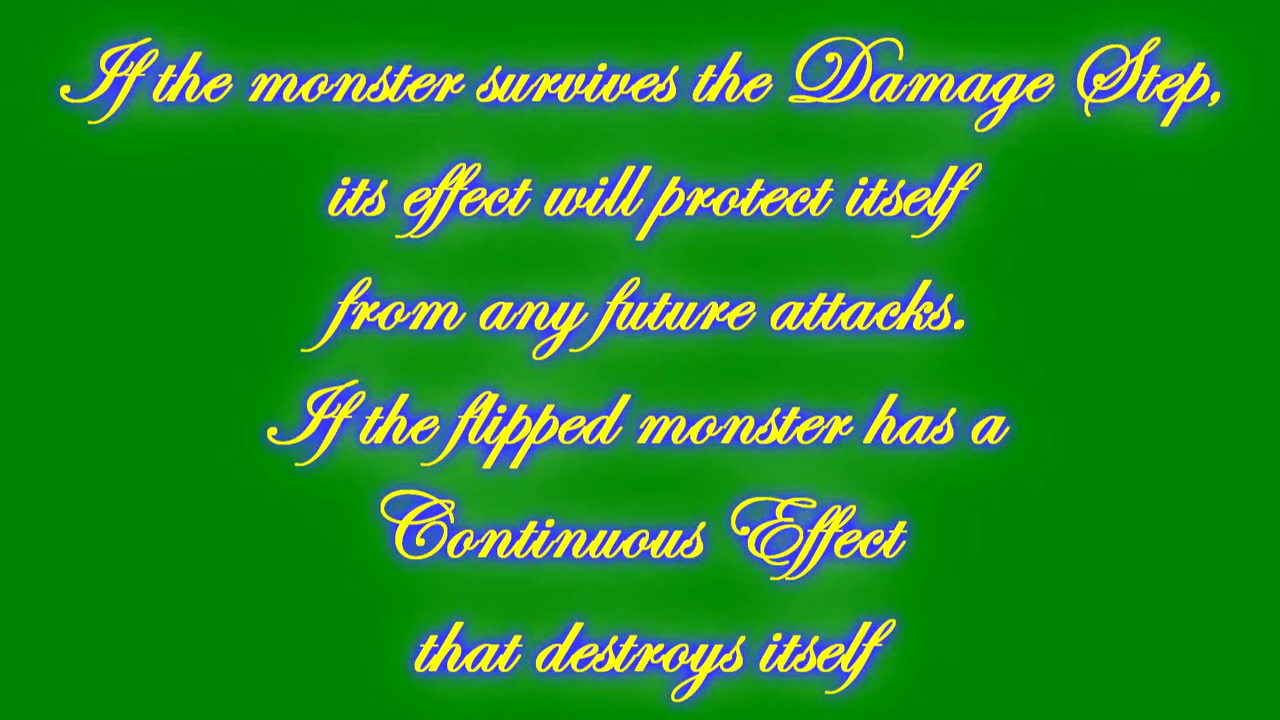 If the monster survives the Damage Step,
its effect will protect itself
from any future attacks.
If the flipped monster has a
Continuous Effect
that destroys itself